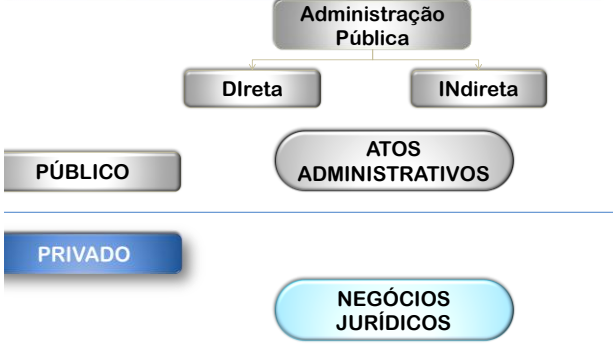 Administração
Pública
DIreta
INdireta
ATOS
ADMINISTRATIVOS
PÚBLICO
PRIVADO
NEGÓCIOS
JURÍDICOS